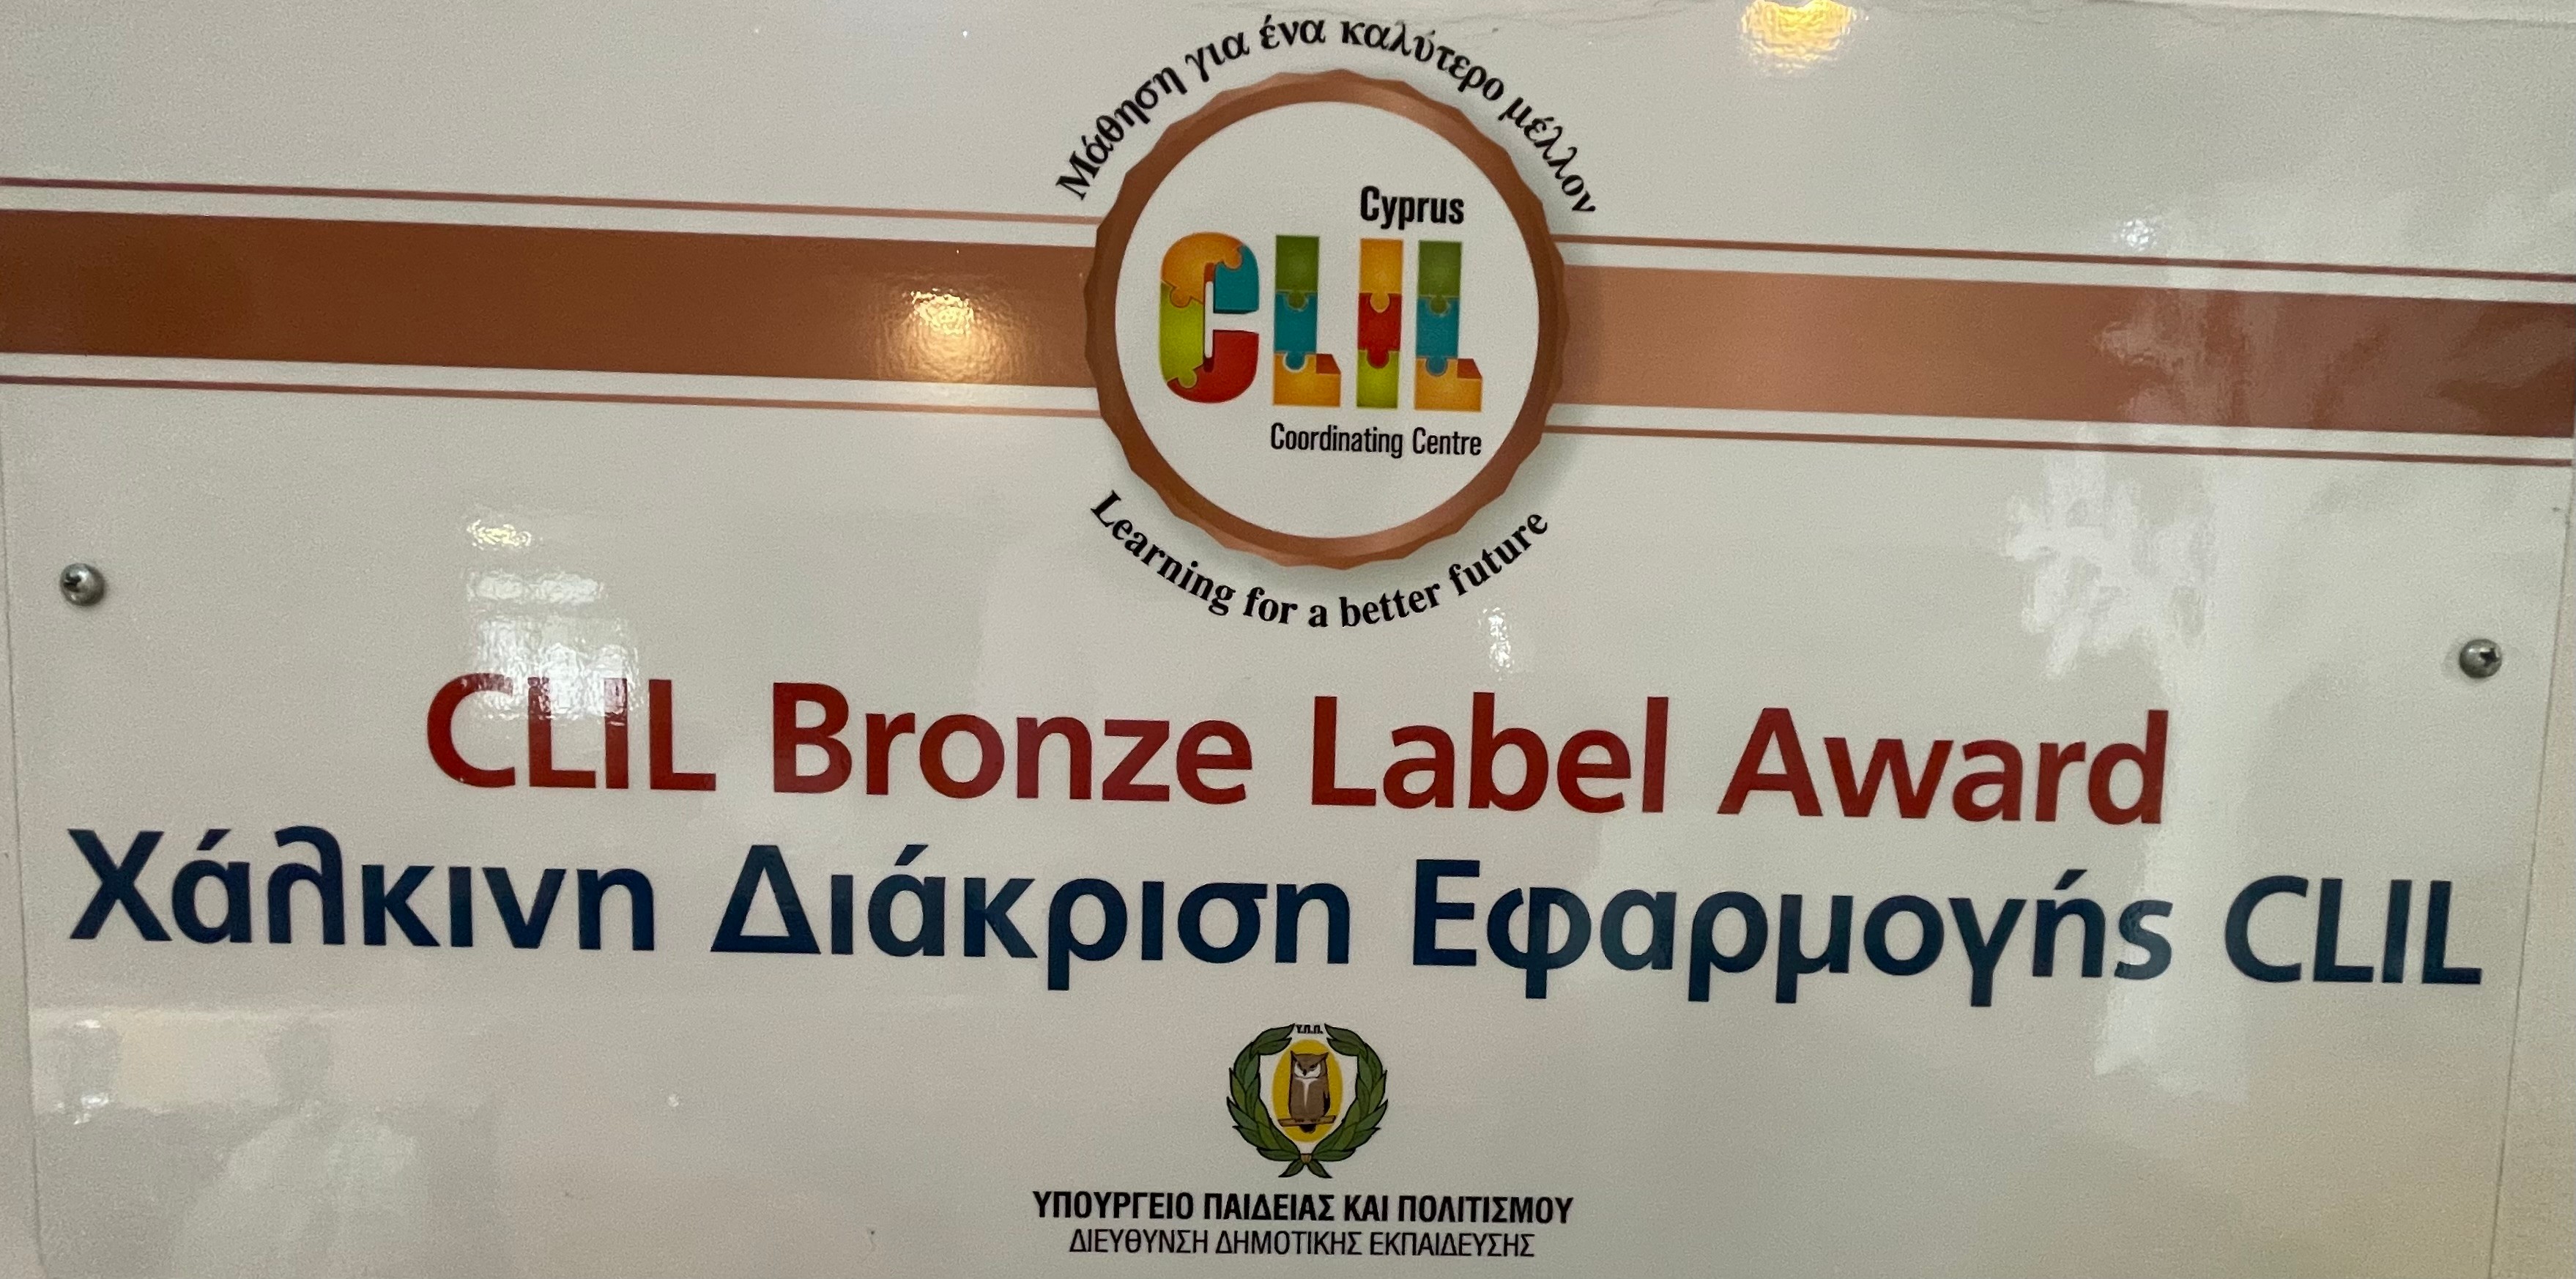 Μάθηση για ένα καλύτερο μέλλον
Cyprus
CLIL
Coordinating Centre
Learning for a better future
CLIL Bronze Label Award
Χάλκινη Διάκριση Εφαρμογής CLIL
Υ.Π.Π.
ΥΠΟΥΡΓΕΙΟ ΠΑΙΔΕΙΑΣ ΚΑΙ ΠΟΛΙΤΙΣΜΟΥ
ΔΙΕΥΘΥΝΣΗ ΔΗΜΟΤΙΚΗΣ ΕΚΠΑΙΔΕΥΣΗΣ